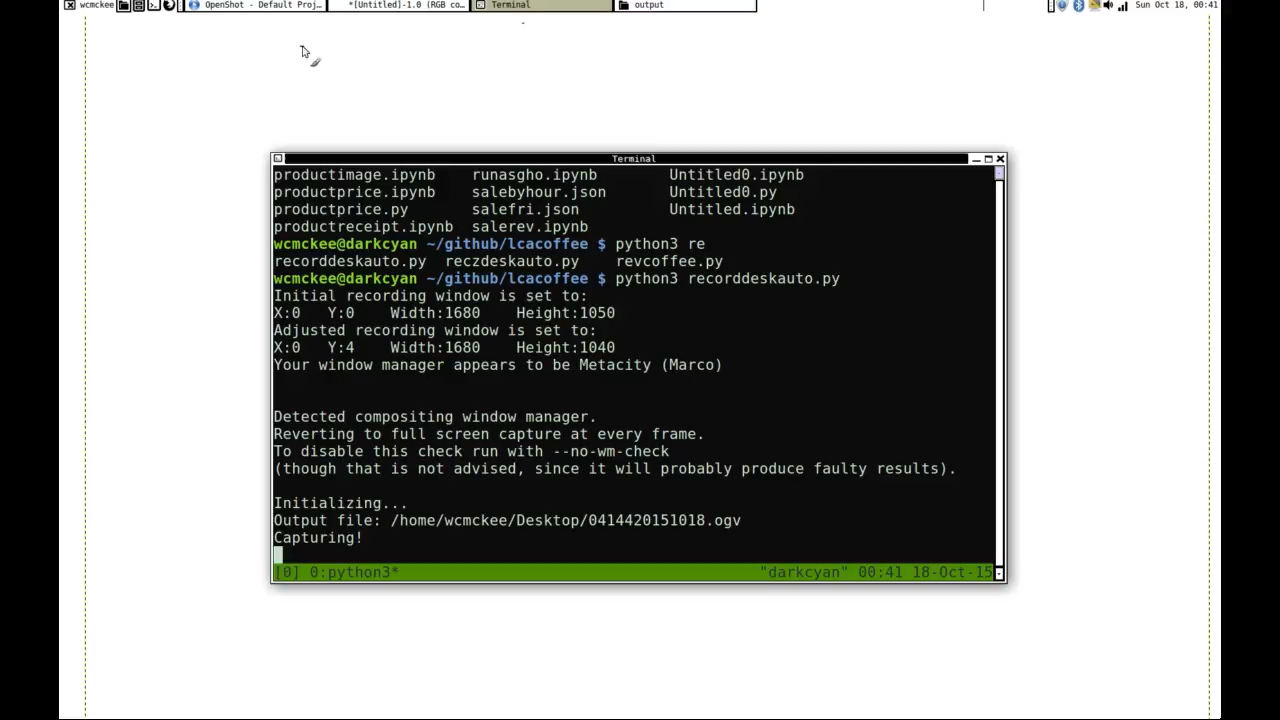 wcmckee OpenShot - Default Proj... *[Untitled]-1.0 (RGB co... Terminal output Sun Oct 18, 00:41
Terminal
productimage.ipynb runasgho.ipynb Untitled0.ipynb
productprice.ipynb salebyhour.json Untitled0.py
productprice.py salefri.json Untitled.ipynb
productreceipt.ipynb salerev.ipynb
wcmckee@darkcyan ~/github/lcacoffee $ python3 re
recorddeskauto.py reczdeskauto.py revcoffee.py
wcmckee@darkcyan ~/github/lcacoffee $ python3 recorddeskauto.py
Initial recording window is set to:
X:0 Y:0 Width:1680 Height:1050
Adjusted recording window is set to:
X:0 Y:4 Width:1680 Height:1040
Your window manager appears to be Metacity (Marco)
Detected compositing window manager.
Reverting to full screen capture at every frame.
To disable this check run with --no-wm-check
(though that is not advised, since it will probably produce faulty results).
Initializing...
Output file: /home/wcmckee/Desktop/0414420151018.ogv
Capturing!
[0] 0:python3* "darkcyan" 00:41 18-Oct-15